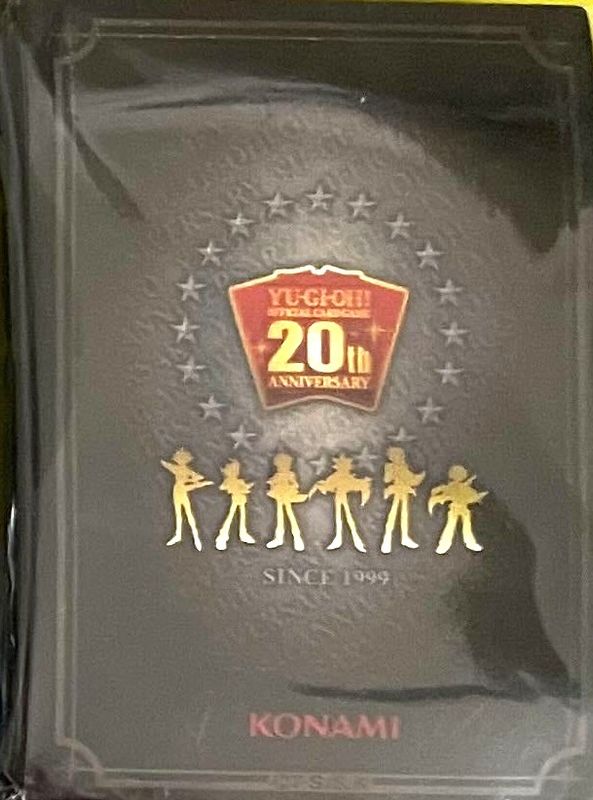 YU-GI-OH!
OFFICIAL CARD GAME
20th
ANNIVERSARY
SINCE 1999
KONAMI